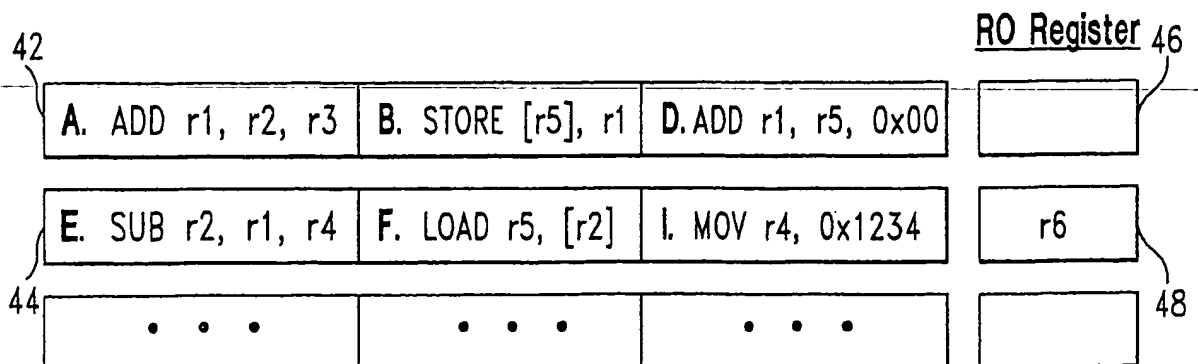 RO Register
42
46
A. ADD r1, r2, r3 B. STORE [r5], r1 D. ADD r1, r5, 0x00
E. SUB r2, r1, r4 F. LOAD r5, [r2] I. MOV r4, 0x1234 r6
44
48
• • • • • • • • •